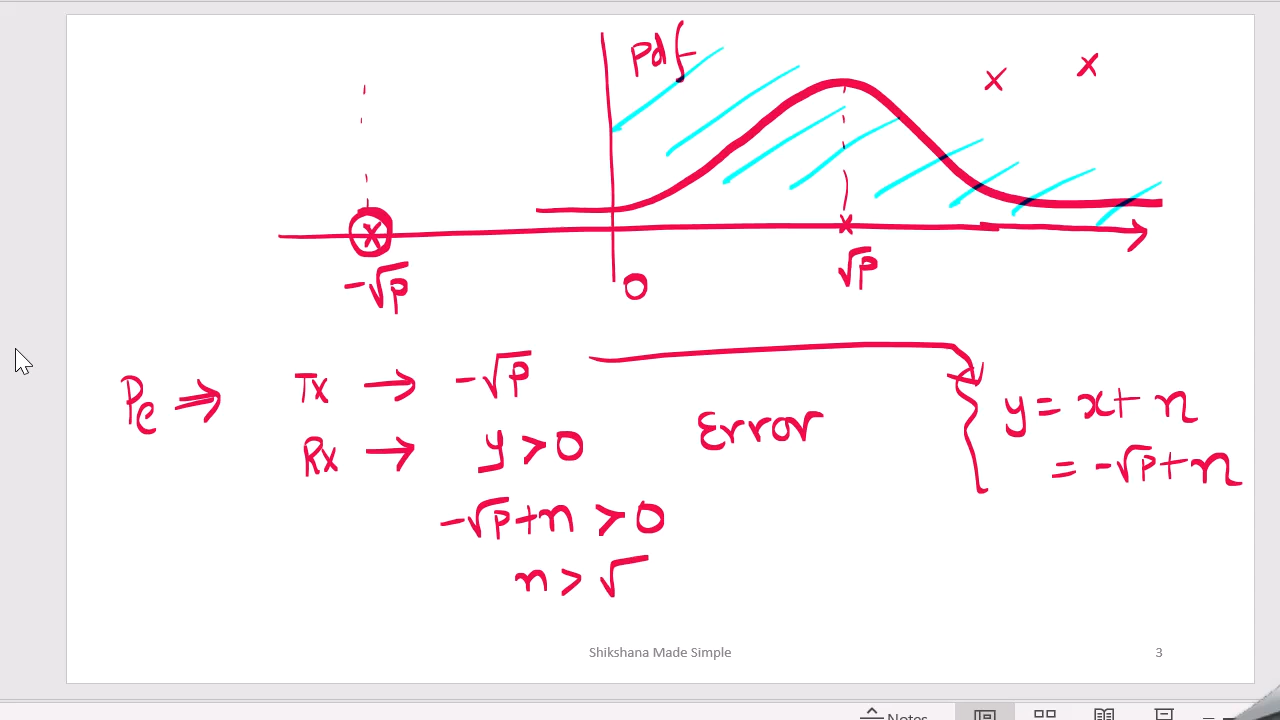 Pdf
x x
x x
-√P 0 √P
Pe ⇒ Tx → -√P
Rx → y > 0 Error
-√P + n > 0
n > √
y = x + n
= -√P + n
Shikshana Made Simple 3
Notes